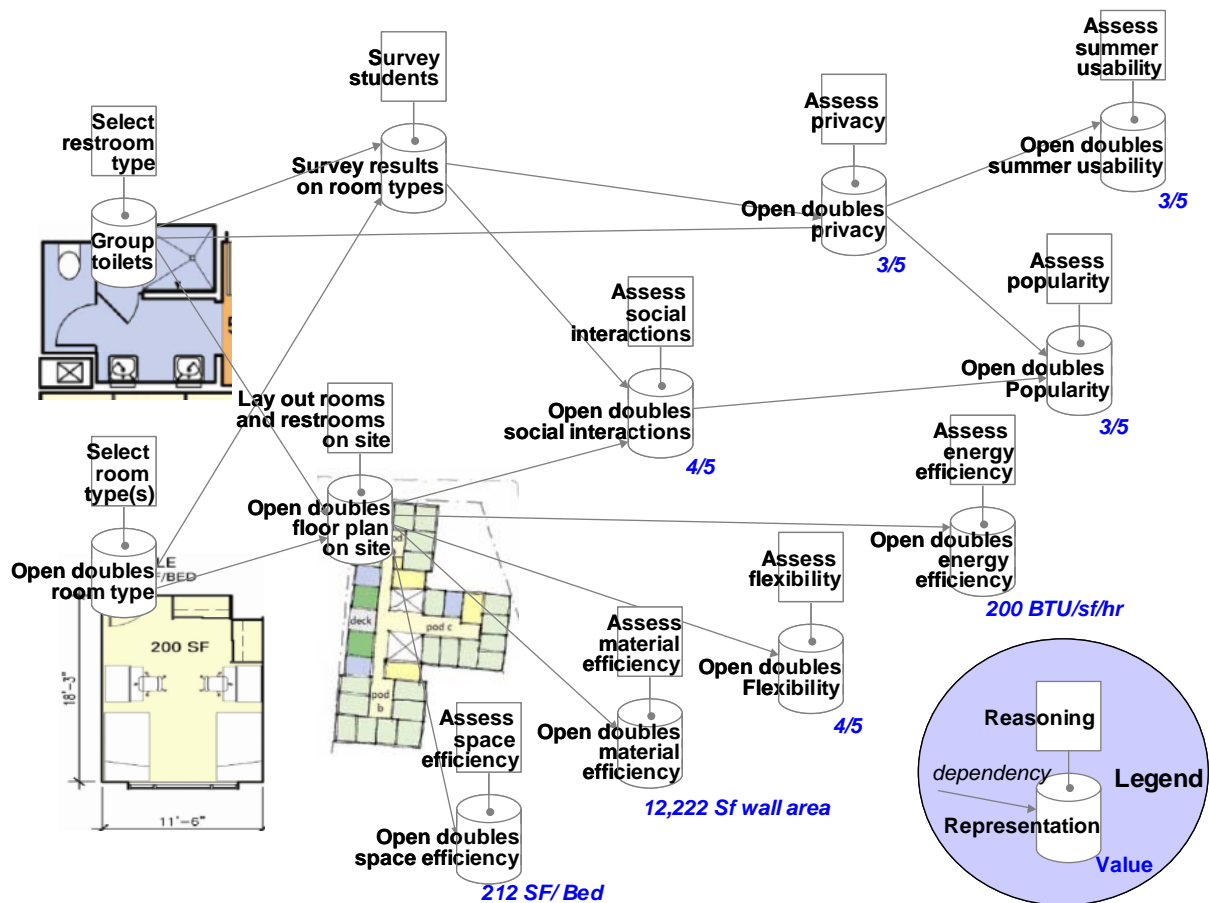 Assess
summer
usability
Survey
students
Assess
privacy
Select
restroom
type
Open doubles
summer usability
3/5
Survey results
on room types
Open doubles
privacy
3/5
Group
toilets
Assess
popularity
Assess
social
interactions
Open doubles
Popularity
3/5
Lay out rooms
and restrooms
on site
Open doubles
social interactions
4/5
Assess
energy
efficiency
Select
room
type(s)
Open doubles
floor plan
on site
Open doubles
energy
efficiency
200 BTU/sf/hr
Assess
flexibility
Open doubles
room type
LE
F/BED
200 SF
18'-3"
11'-6"
deck
pod c
pod
b
Assess
material
efficiency
Open doubles
Flexibility
4/5
Assess
space
efficiency
Open doubles
material
efficiency
12,222 Sf wall area
Open doubles
space efficiency
212 SF/ Bed
Reasoning
dependency
Legend
Representation
Value